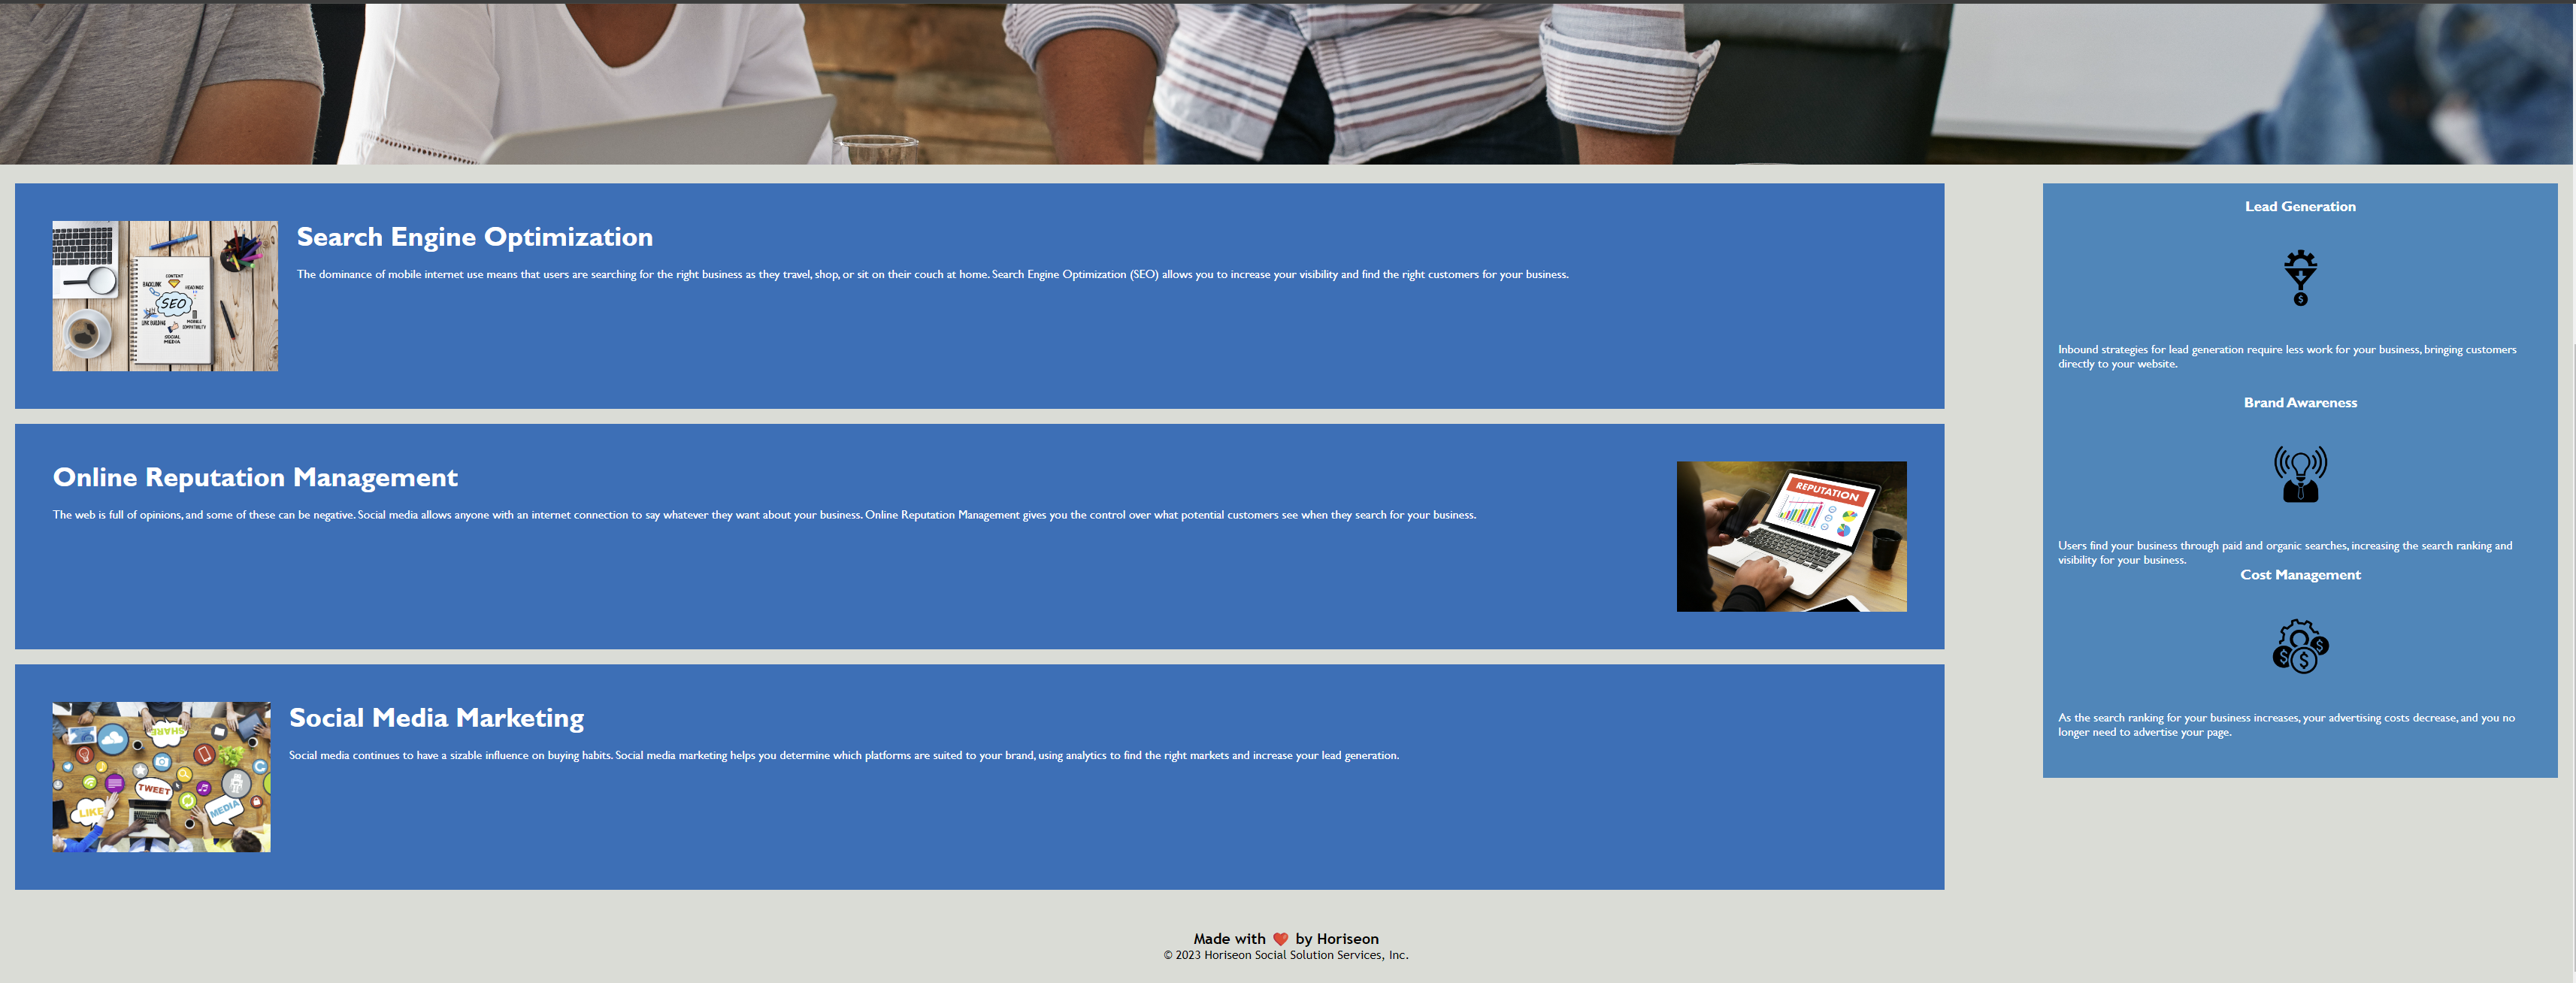 Search Engine Optimization
The dominance of mobile internet use means that users are searching for the right business as they travel, shop, or sit on their couch at home. Search Engine Optimization (SEO) allows you to increase your visibility and find the right customers for your business.
CONTENT
BACKLINK
HEADINGS
SEO
LINK BUILDING
MOBILE
COMPATIBILITY
SOCIAL
MEDIA
Online Reputation Management
The web is full of opinions, and some of these can be negative. Social media allows anyone with an internet connection to say whatever they want about your business. Online Reputation Management gives you the control over what potential customers see when they search for your business.
REPUTATION
Social Media Marketing
Social media continues to have a sizable influence on buying habits. Social media marketing helps you determine which platforms are suited to your brand, using analytics to find the right markets and increase your lead generation.
SHARE
TWEET
LIKE
MEDIA
Lead Generation
$
Inbound strategies for lead generation require less work for your business, bringing customers
directly to your website.
Brand Awareness
Users find your business through paid and organic searches, increasing the search ranking and
visibility for your business.
Cost Management
$ $ $
As the search ranking for your business increases, your advertising costs decrease, and you no
longer need to advertise your page.
Made with ❤️ by Horiseon
© 2023 Horiseon Social Solution Services, Inc.